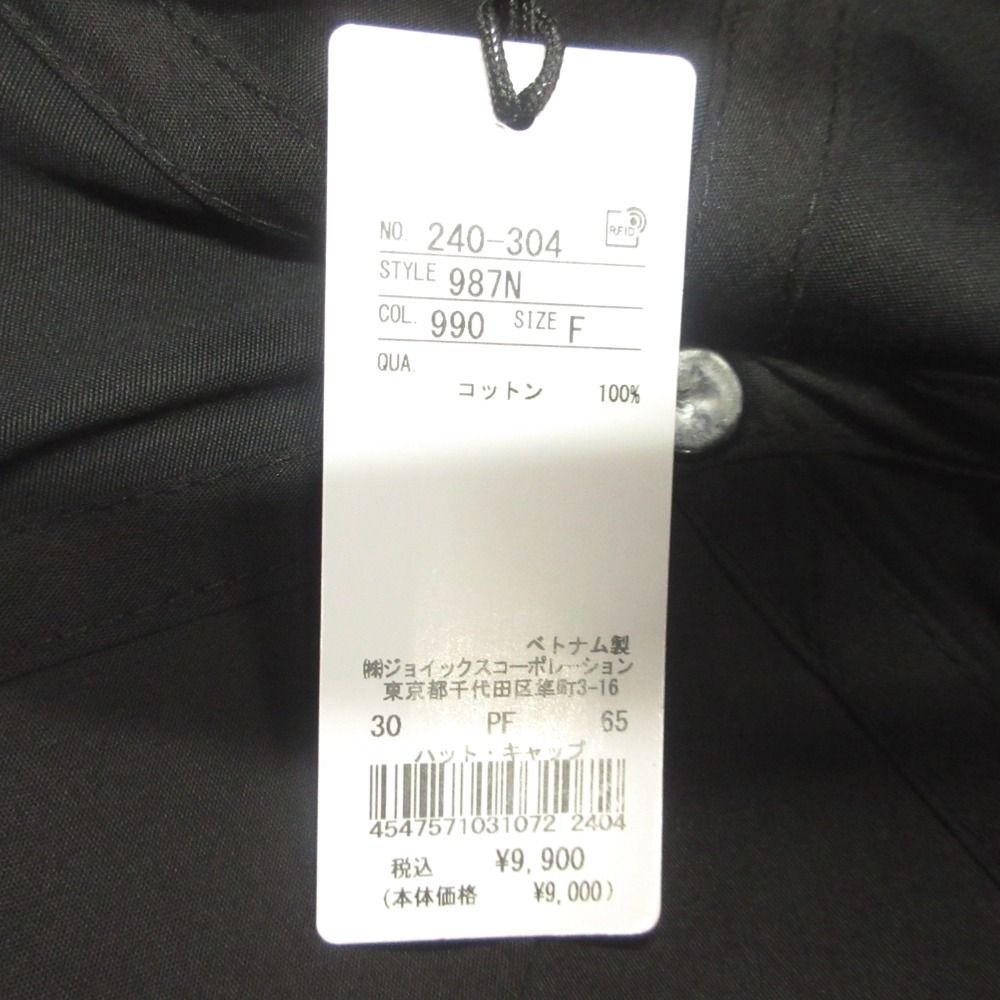 NO. 240-304 RFID
STYLE 987N
COL. 990 SIZE F
QUA.
コットン 100%
ベトナム製
㈱ジョイックスコーポレーション
東京都千代田区隼町3-16
30 PF 65
ハット・キャップ
4547571031072 2404
税込 ¥9,900
(本体価格 ¥9,000)